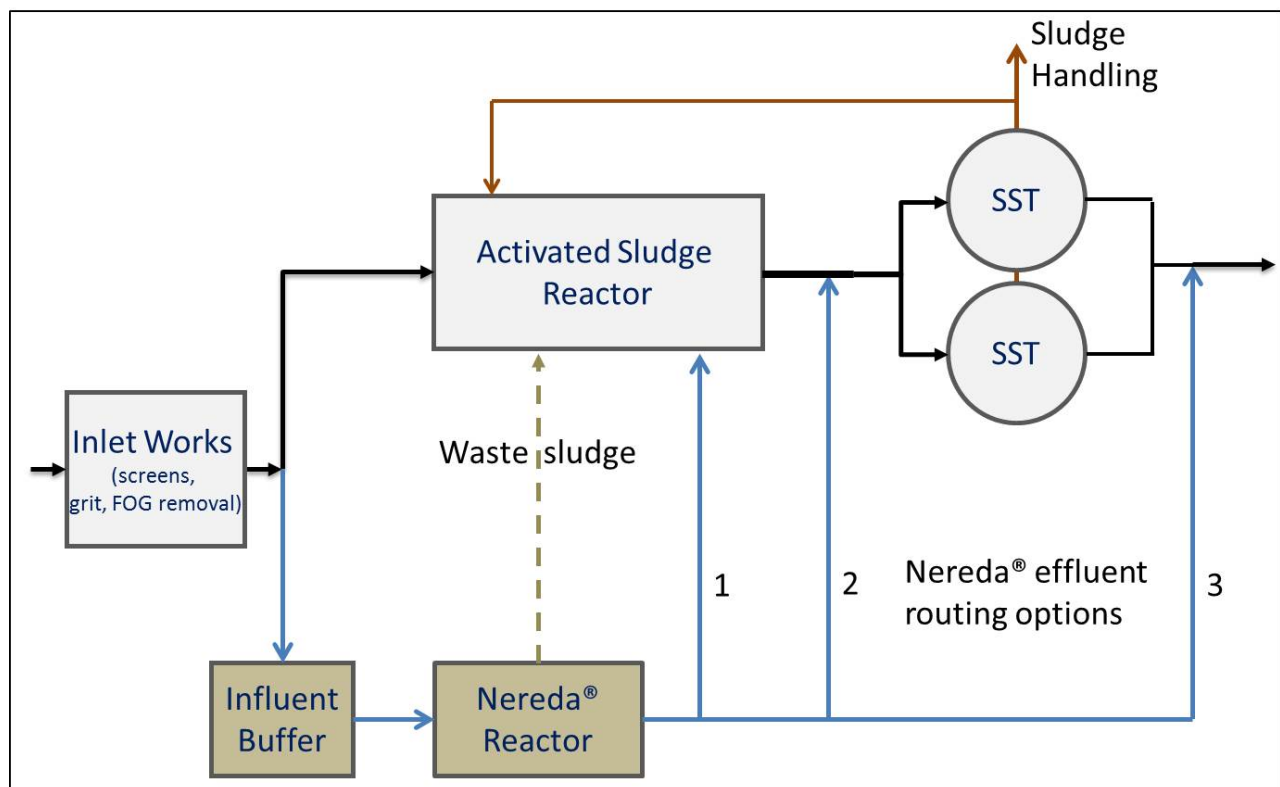 Sludge
Handling
SST
Activated Sludge
Reactor
SST
Inlet Works
(screens,
grit, FOG removal)
Waste sludge
1
2
Nereda® effluent
routing options
3
Influent
Buffer
Nereda®
Reactor